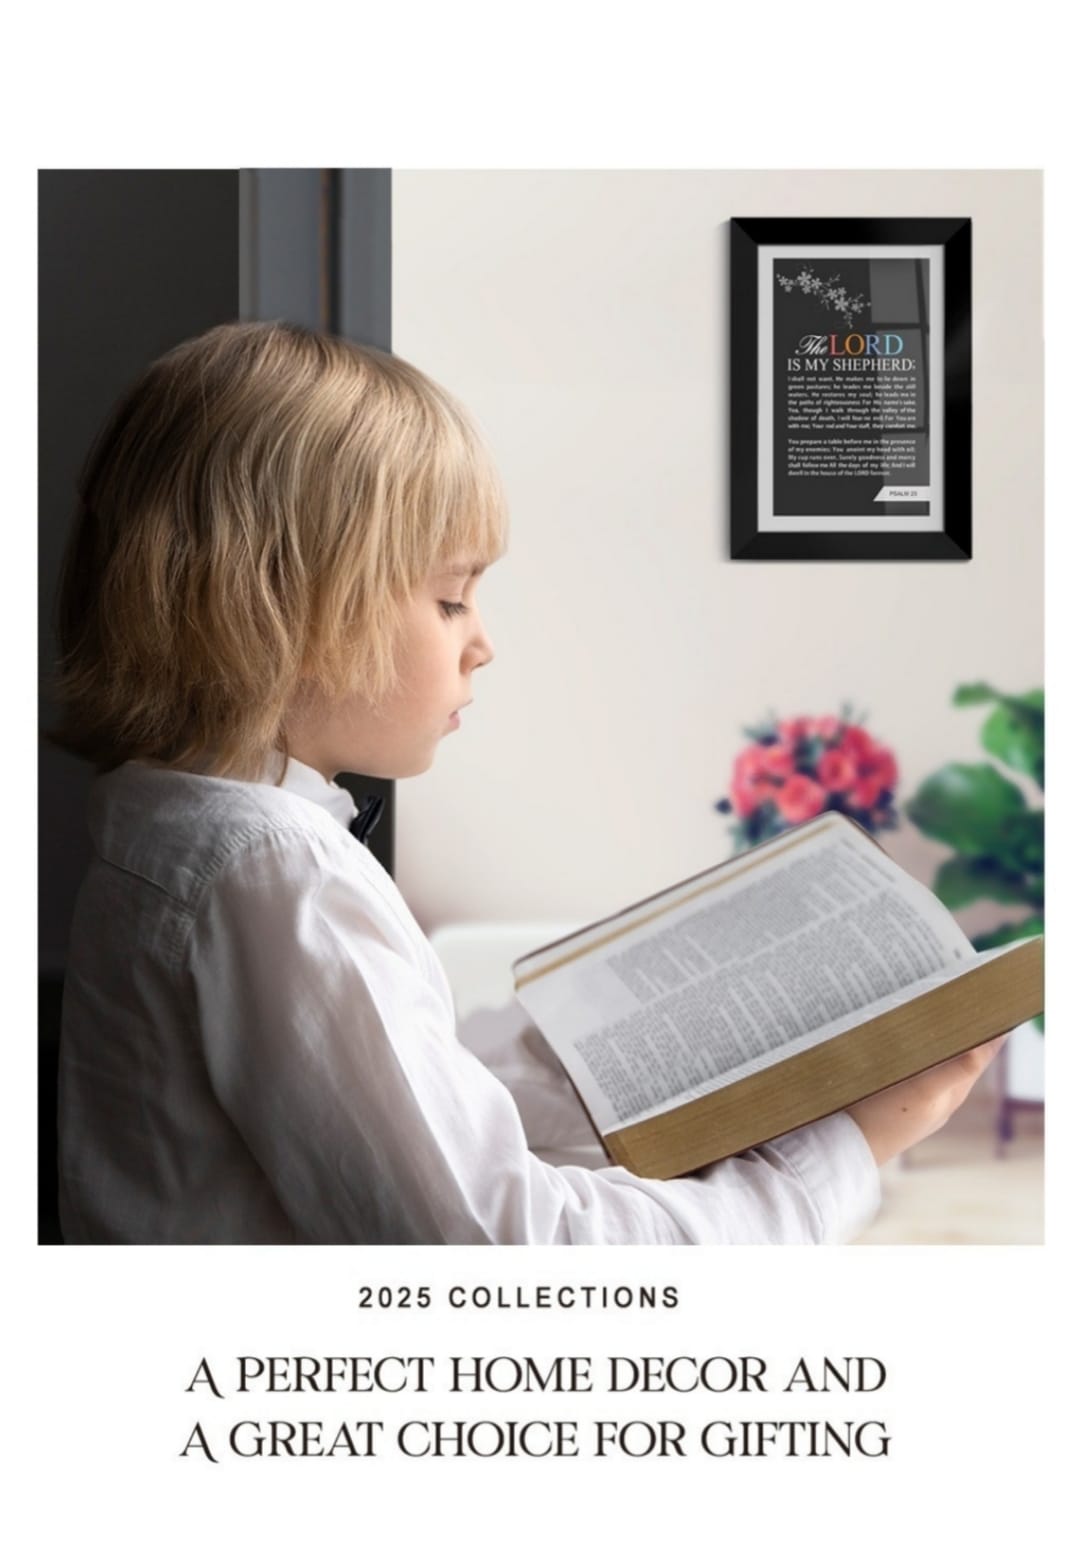 The LORD
IS MY SHEPHERD;
I shall not want. He makes me to lie down in
green pastures; he leades me beside the still
waters. He restores my soul; he leads me in
the paths of righteousness For His name's sake.
Yea, though I walk through the valley of the
shadow of death, I will fear no evil; For You are
with me; Your rod and Your staff, they comfort me.
You prepare a table before me in the presence
of my enemies; You anoint my head with oil;
My cup runs over. Surely goodness and mercy
shall follow me All the days of my life; And I will
dwell in the house of the LORD forever.
PSALM 23
2025 COLLECTIONS
A PERFECT HOME DECOR AND
A GREAT CHOICE FOR GIFTING